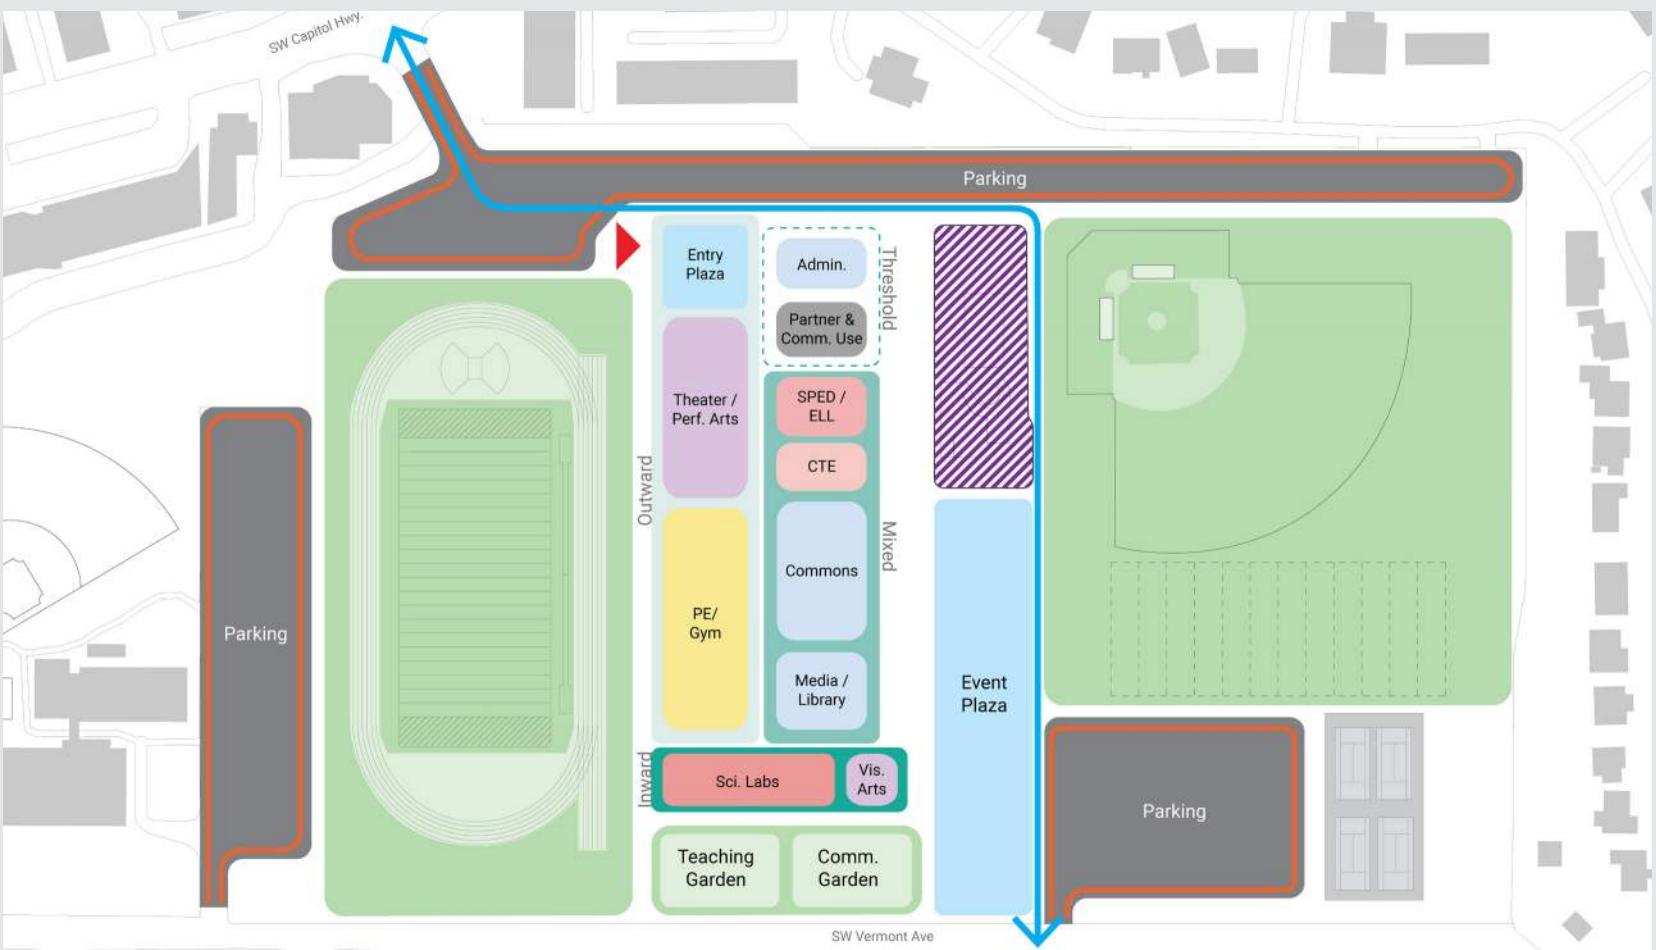 SW Capitol Hwy.
Parking
Entry
Plaza
Admin.
Threshold
Partner &
Comm. Use
Theater /
Perf. Arts
SPED /
ELL
CTE
Outward
Mixed
Commons
PE/
Gym
Parking
Media /
Library
Event
Plaza
Inward
Sci. Labs
Vis.
Arts
Parking
Teaching
Garden
Comm.
Garden
SW Vermont Ave